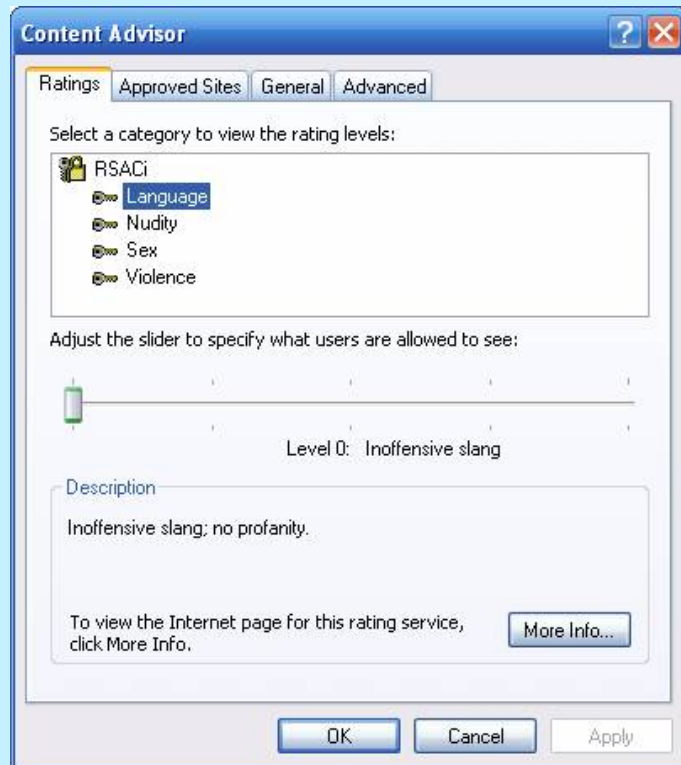 Content Advisor
Ratings Approved Sites General Advanced
Select a category to view the rating levels:
RSACi
Language
Nudity
Sex
Violence
Adjust the slider to specify what users are allowed to see:
Level 0: Inoffensive slang
Description
Inoffensive slang; no profanity.
To view the Internet page for this rating service,
click More Info.
More Info...
OK Cancel Apply